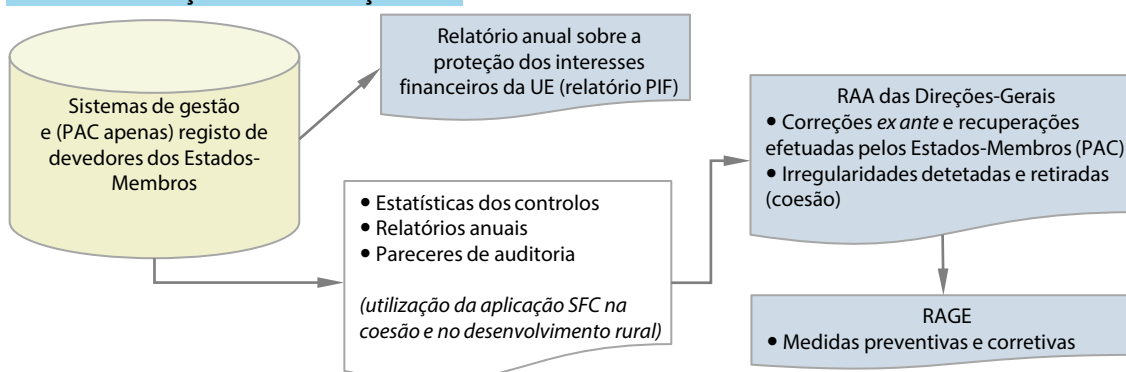 Sistemas de gestão
e (PAC apenas) registo de
devedores dos Estados-
Membros
Relatório anual sobre a
proteção dos interesses
financeiros da UE (relatório PIF)
• Estatísticas dos controlos
• Relatórios anuais
• Pareceres de auditoria
(utilização da aplicação SFC na
coesão e no desenvolvimento rural)
RAA das Direções-Gerais
• Correções ex ante e recuperações
efetuadas pelos Estados-Membros (PAC)
• Irregularidades detetadas e retiradas
(coesão)
RAGE
• Medidas preventivas e corretivas